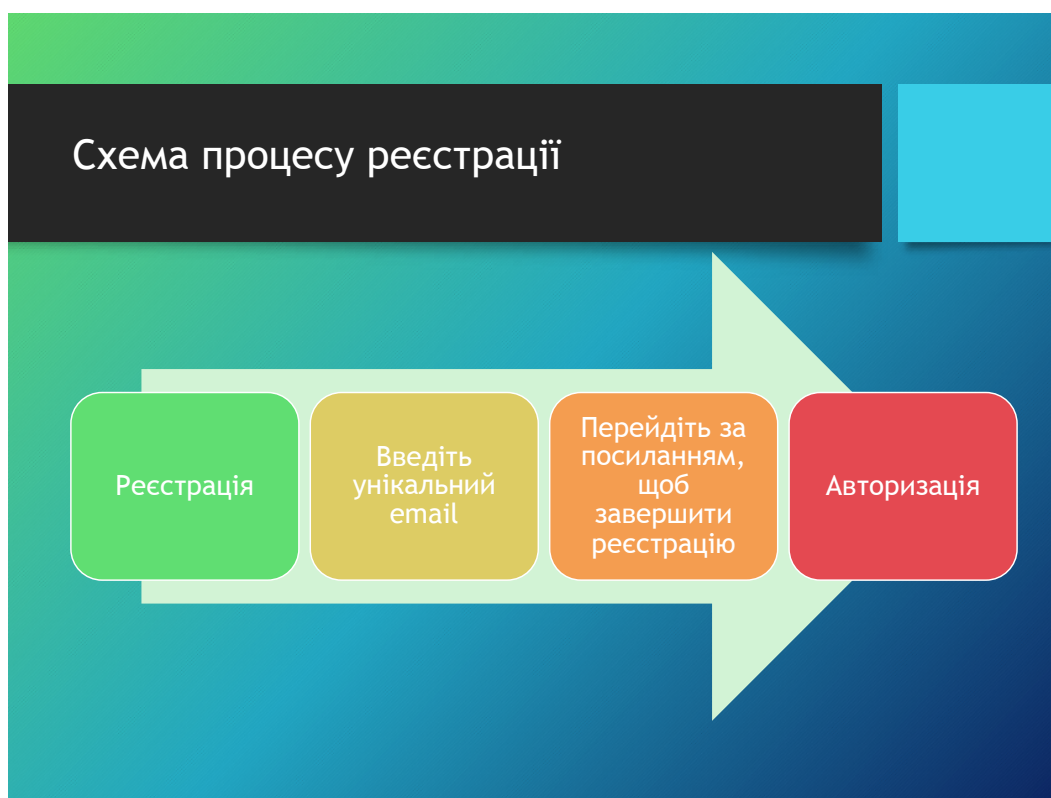 Схема процесу реєстрації
Реєстрація
Введіть
унікальний
email
Перейдіть за
посиланням,
щоб
завершити
реєстрацію
Авторизація